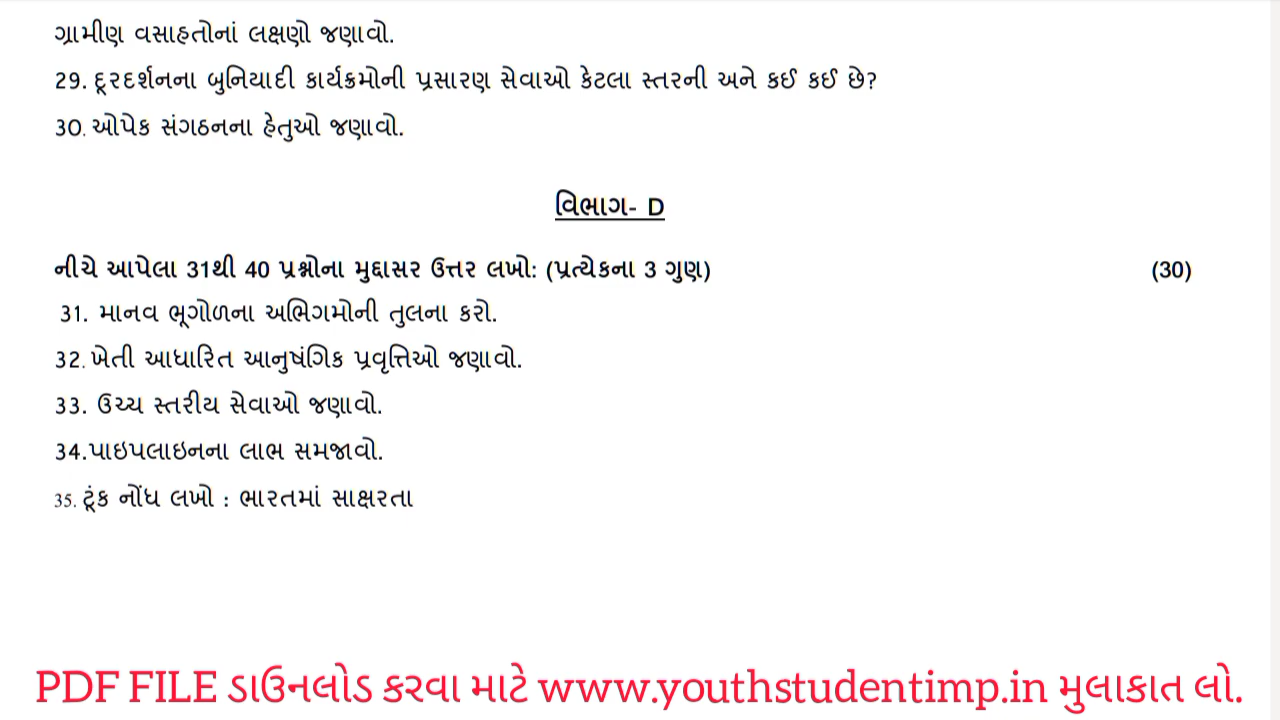 ગ્રામીણ વસાહતોનાં લક્ષણો જણાવો.
29. દૂરદર્શનના બુનિયાદી કાર્યક્રમોની પ્રસારણ સેવાઓ કેટલા સ્તરની અને કઈ કઈ છે?
30. ઓપેક સંગઠનના હેતુઓ જણાવો.
વિભાગ- D
નીચે આપેલા 31થી 40 પ્રશ્નોના મુદ્દાસર ઉત્તર લખો: (પ્રત્યેકના 3 ગુણ) (30)
31. માનવ ભૂગોળના અભિગમોની તુલના કરો.
32. ખેતી આધારિત આનુષંગિક પ્રવૃત્તિઓ જણાવો.
33. ઉચ્ચ સ્તરીય સેવાઓ જણાવો.
34.પાઇપલાઇનના લાભ સમજાવો.
35. ટૂંક નોંધ લખો : ભારતમાં સાક્ષરતા
PDF FILE ડાઉનલોડ કરવા માટે www.youthstudentimp.in મુલાકાત લો.